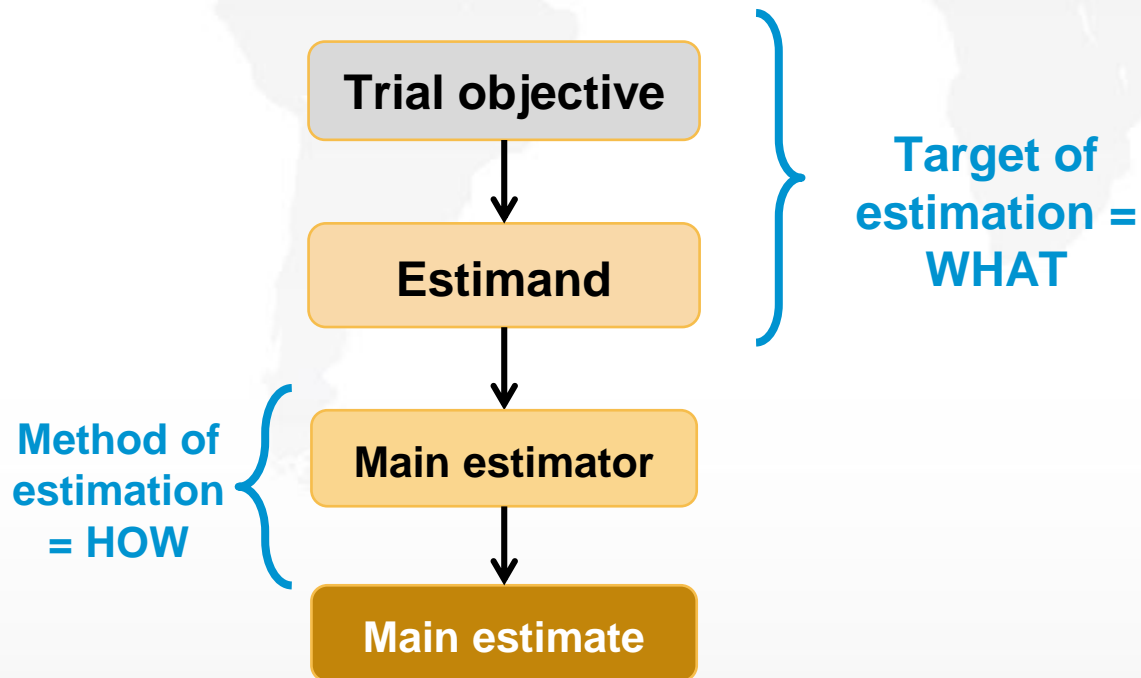 Trial objective
Target of
estimation =
WHAT
Estimand
Method of
estimation
= HOW
Main estimator
Main estimate